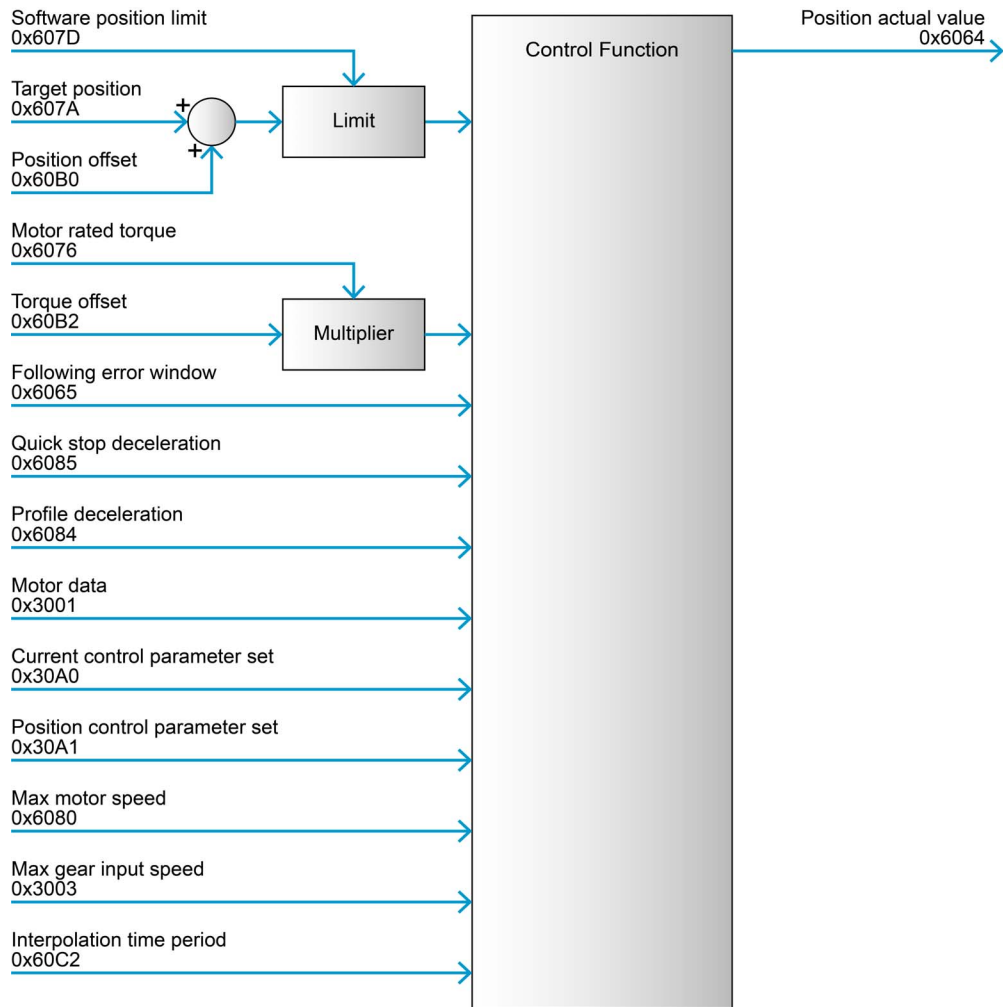 Software position limit
0x607D
Target position
0x607A
+
+
Position offset
0x60B0
Limit
Motor rated torque
0x6076
Torque offset
0x60B2
Multiplier
Following error window
0x6065
Quick stop deceleration
0x6085
Profile deceleration
0x6084
Motor data
0x3001
Current control parameter set
0x30A0
Position control parameter set
0x30A1
Max motor speed
0x6080
Max gear input speed
0x3003
Interpolation time period
0x60C2
Control Function
Position actual value
0x6064